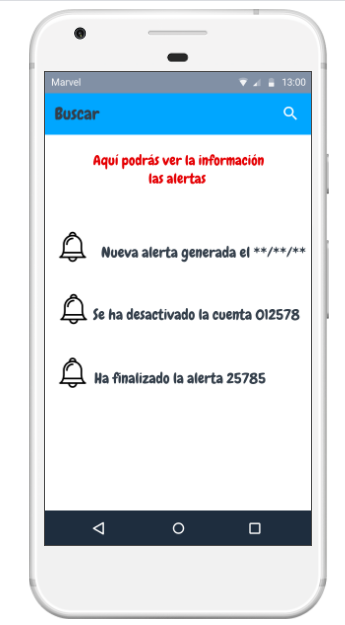 Marvel 13:00
Buscar
Aquí podrás ver la información
las alertas
Nueva alerta generada el **/**/**
Se ha desactivado la cuenta 012578
Ha finalizado la alerta 25785